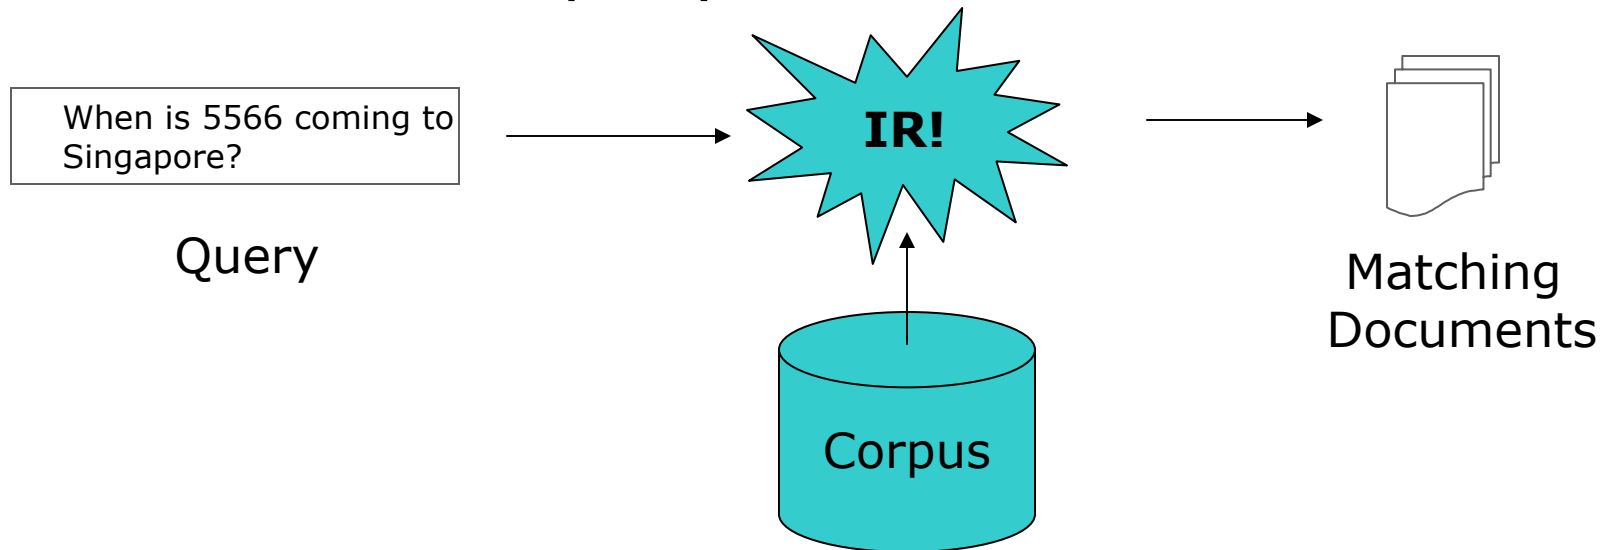 When is 5566 coming to
Singapore?
IR!
Query
Matching
Documents
Corpus